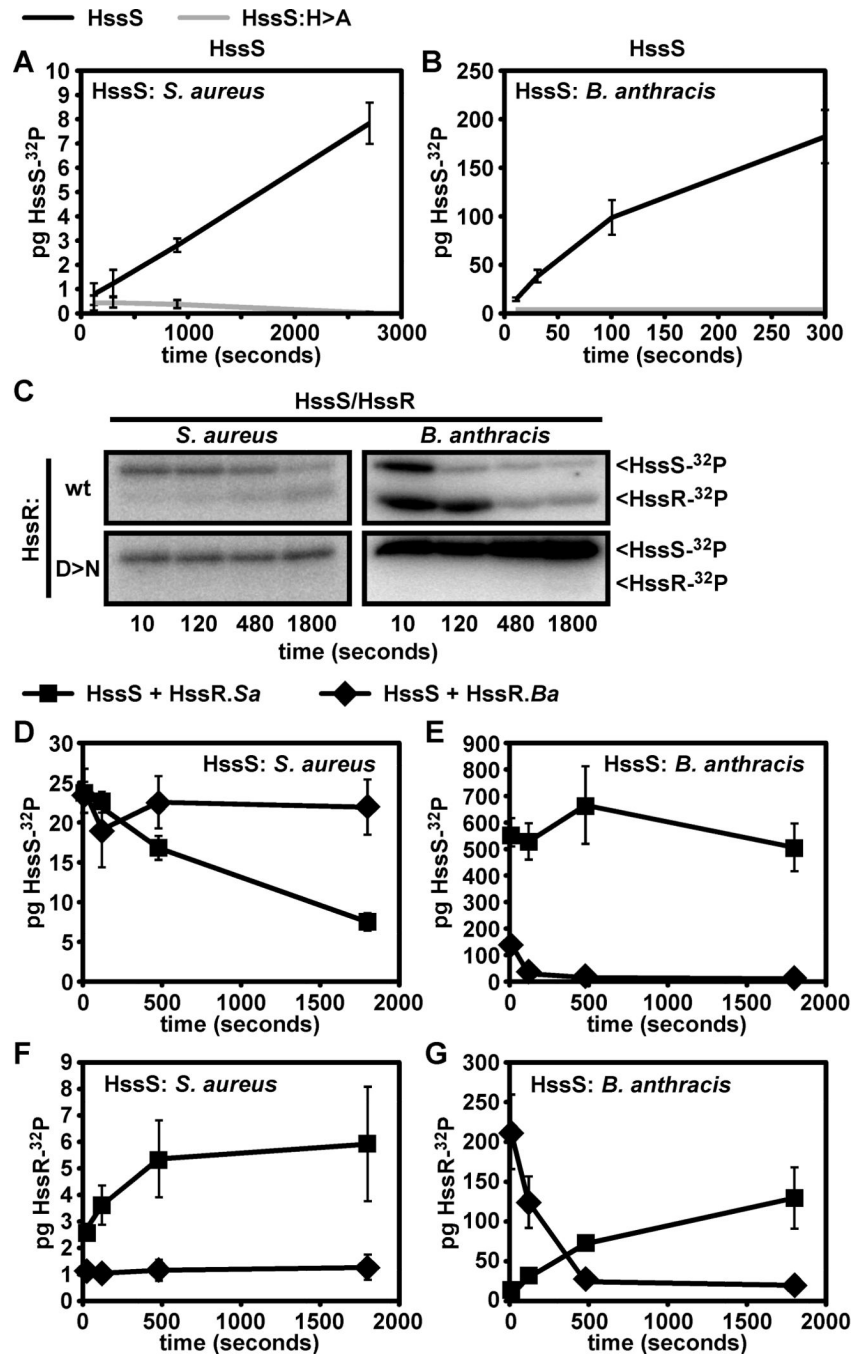 HssS HssS:H>A
A HssS
HssS: S. aureus
10
9
8
7
6
5
4
3
2
1
0
pg HssS-³²P
0 1000 2000 3000
time (seconds)
B HssS
HssS: B. anthracis
250
200
150
100
50
0
pg HssS-³²P
0 50 100 150 200 250 300
time (seconds)
C HssS/HssR
S. aureus B. anthracis
HssR:
wt
<HssS-³²P
<HssR-³²P
D>N
<HssS-³²P
<HssR-³²P
10 120 480 1800 10 120 480 1800
time (seconds)
HssS + HssR.Sa HssS + HssR.Ba
D HssS: S. aureus
30
25
20
15
10
5
0
pg HssS-³²P
0 500 1000 1500 2000
time (seconds)
E HssS: B. anthracis
900
800
700
600
500
400
300
200
100
0
pg HssS-³²P
0 500 1000 1500 2000
time (seconds)
F HssS: S. aureus
9
8
7
6
5
4
3
2
1
0
pg HssR-³²P
0 500 1000 1500 2000
time (seconds)
G HssS: B. anthracis
300
250
200
150
100
50
0
pg HssR-³²P
0 500 1000 1500 2000
time (seconds)